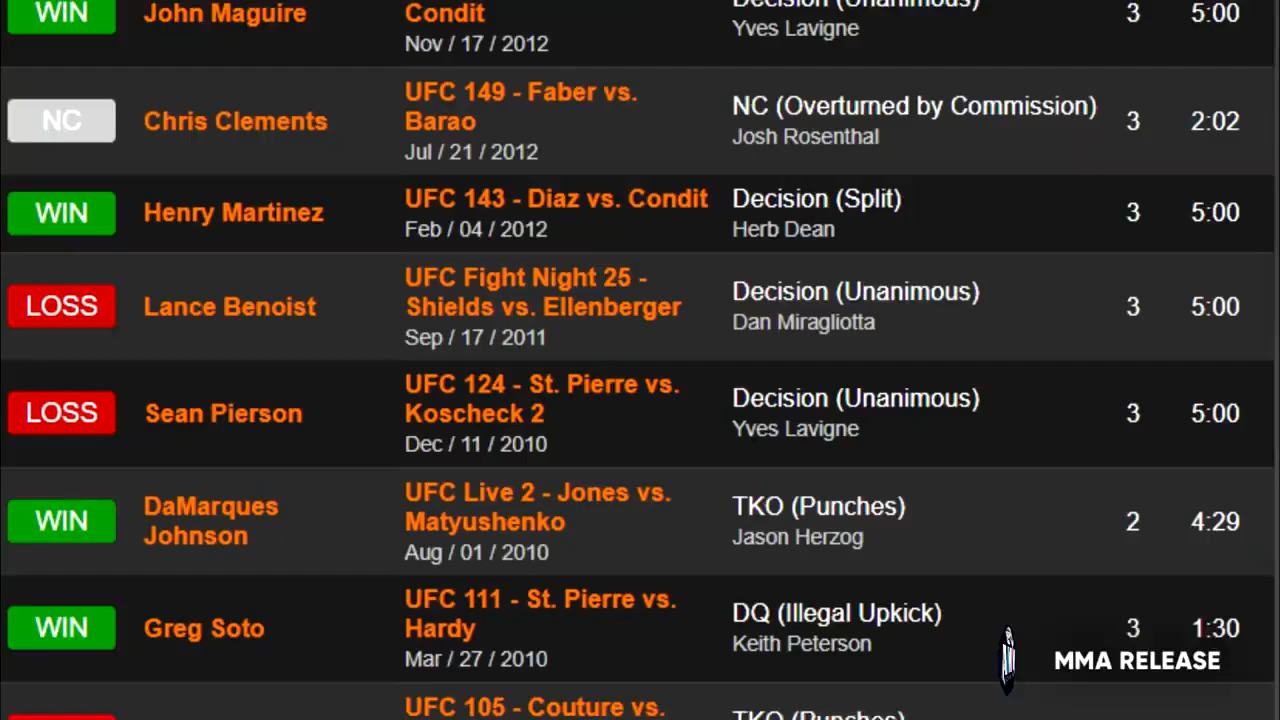 WIN
John Maguire
Condit
Nov / 17 / 2012
Decision (Unanimous)
Yves Lavigne
3
5:00
NC
Chris Clements
UFC 149 - Faber vs.
Barao
Jul / 21 / 2012
NC (Overturned by Commission)
Josh Rosenthal
3
2:02
WIN
Henry Martinez
UFC 143 - Diaz vs. Condit
Feb / 04 / 2012
Decision (Split)
Herb Dean
3
5:00
LOSS
Lance Benoist
UFC Fight Night 25 -
Shields vs. Ellenberger
Sep / 17 / 2011
Decision (Unanimous)
Dan Miragliotta
3
5:00
LOSS
Sean Pierson
UFC 124 - St. Pierre vs.
Koscheck 2
Dec / 11 / 2010
Decision (Unanimous)
Yves Lavigne
3
5:00
WIN
DaMarques
Johnson
UFC Live 2 - Jones vs.
Matyushenko
Aug / 01 / 2010
TKO (Punches)
Jason Herzog
2
4:29
WIN
Greg Soto
UFC 111 - St. Pierre vs.
Hardy
Mar / 27 / 2010
DQ (Illegal Upkick)
Keith Peterson
3
1:30
MMA RELEASE
UFC 105 - Couture vs.
TKO (Punches)